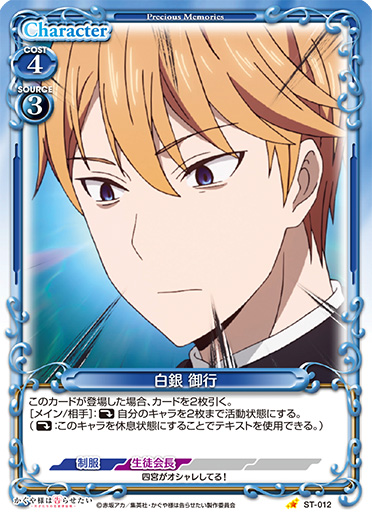 Precious Memories
Character
COST
4
SOURCE
3
白銀 御行
このカードが登場した場合、カードを2枚引く。
[メイン/相手]:自分のキャラを2枚まで活動状態にする。
(:このキャラを休息状態にすることでテキストを使用できる。)
制服 生徒会長
四宮がオシャレしてる!
かぐや様は告らせたい
©赤坂アカ/集英社・かぐや様は告らせたい製作委員会
ST-012